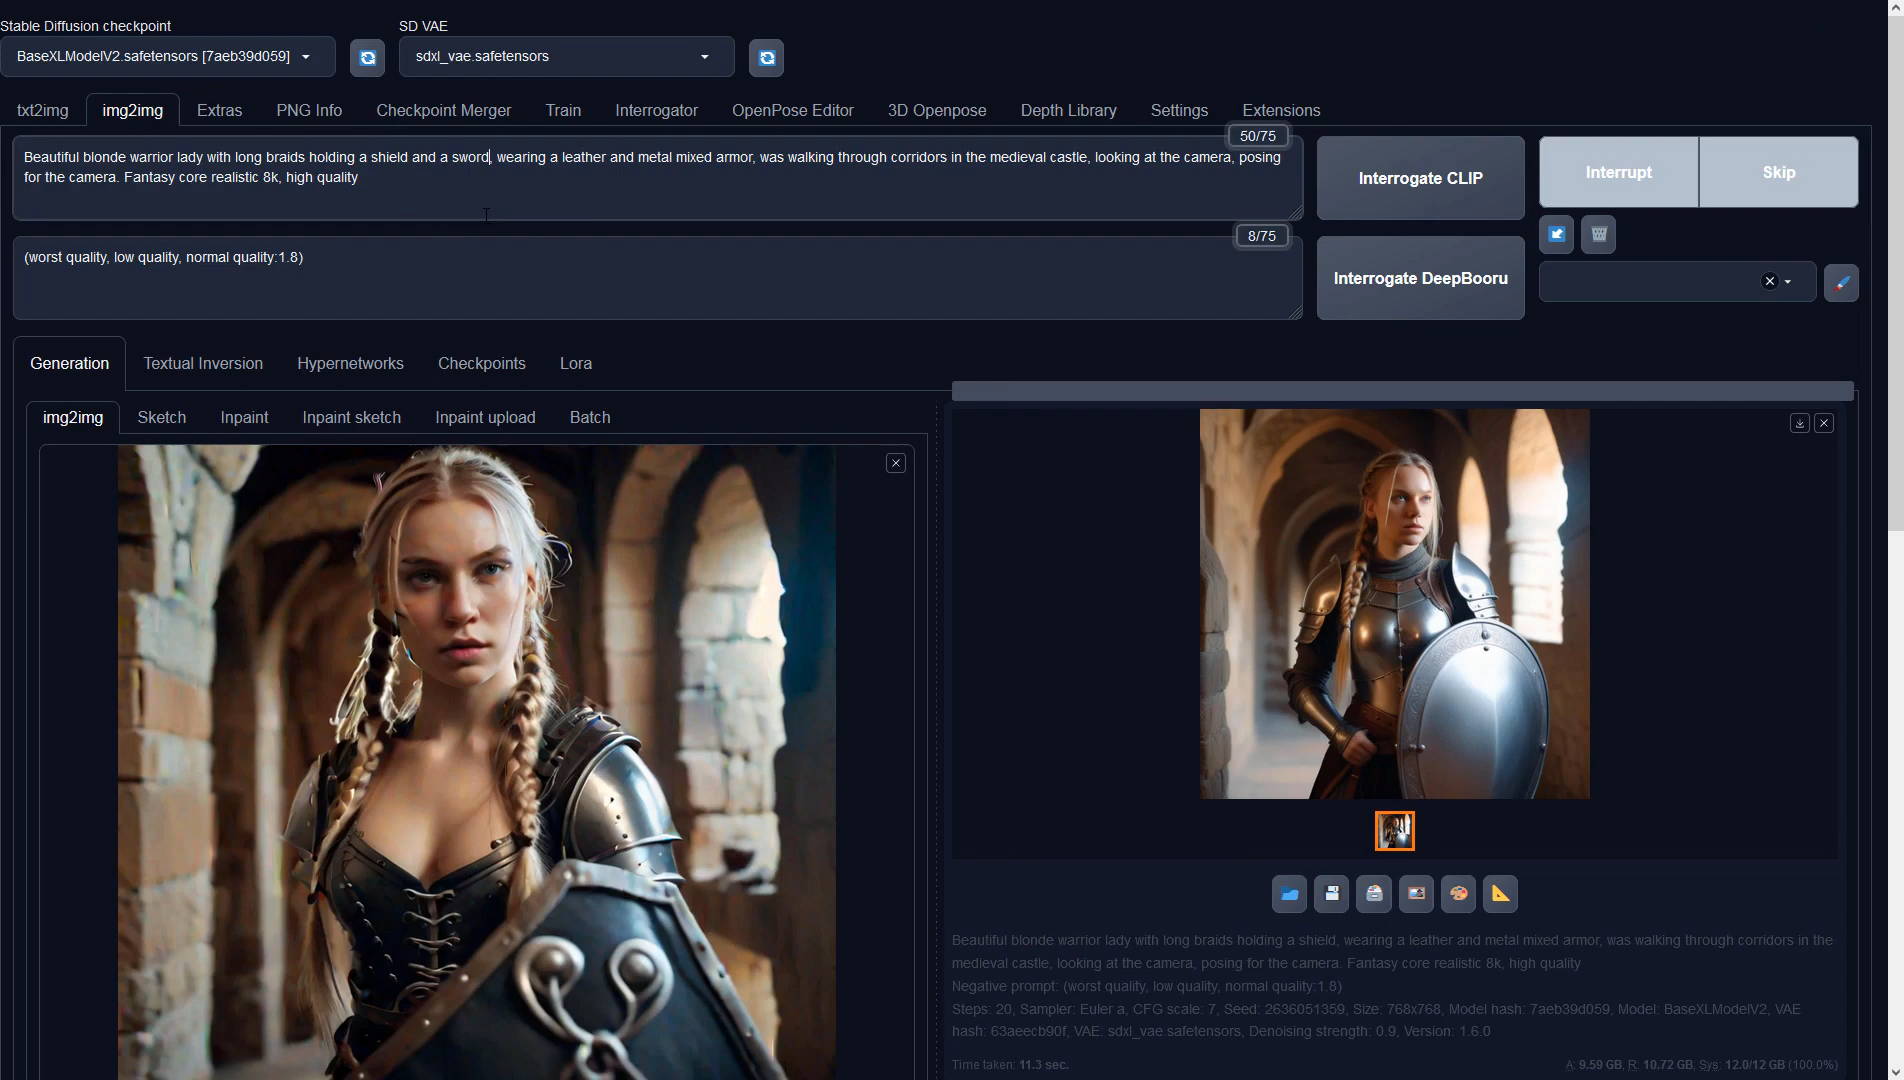 Stable Diffusion checkpoint
SD VAE
BaseXLModelV2.safetensors [7aeb39d059]
sdxl_vae.safetensors
txt2img
img2img
Extras
PNG Info
Checkpoint Merger
Train
Interrogator
OpenPose Editor
3D Openpose
Depth Library
Settings
Extensions
50/75
Beautiful blonde warrior lady with long braids holding a shield and a sword, wearing a leather and metal mixed armor, was walking through corridors in the medieval castle, looking at the camera, posing
for the camera. Fantasy core realistic 8k, high quality
Interrogate CLIP
Interrupt
Skip
8/75
(worst quality, low quality, normal quality:1.8)
Interrogate DeepBooru
Generation
Textual Inversion
Hypernetworks
Checkpoints
Lora
img2img
Sketch
Inpaint
Inpaint sketch
Inpaint upload
Batch
Beautiful blonde warrior lady with long braids holding a shield, wearing a leather and metal mixed armor, was walking through corridors in the
medieval castle, looking at the camera, posing for the camera. Fantasy core realistic 8k, high quality
Negative prompt: (worst quality, low quality, normal quality:1.8)
Steps: 20, Sampler: Euler a, CFG scale: 7, Seed: 2636051359, Size: 768x768, Model hash: 7aeb39d059, Model: BaseXLModelV2, VAE
hash: 63aeecb90f, VAE: sdxl_vae.safetensors, Denoising strength: 0.9, Version: 1.6.0
Time taken: 11.3 sec.
A: 9.59 GB, R: 10.72 GB, Sys: 12.0/12 GB (100.0%)